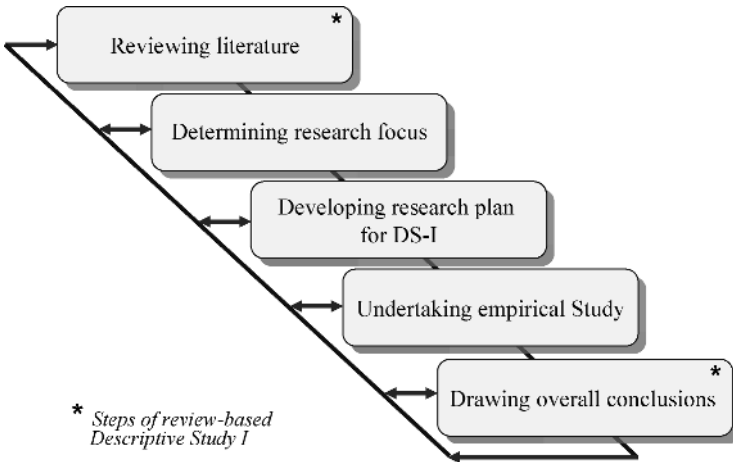 *
Reviewing literature
Determining research focus
Developing research plan
for DS-I
Undertaking empirical Study
*
Drawing overall conclusions
* Steps of review-based
Descriptive Study I